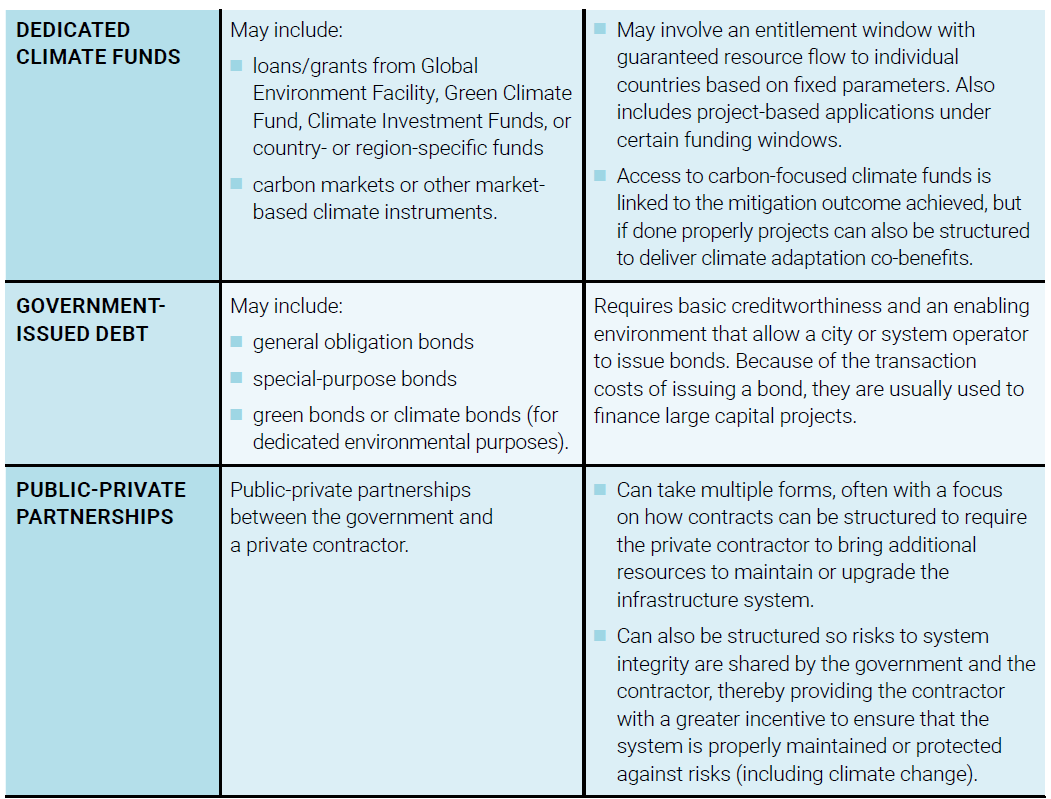 DEDICATED
CLIMATE FUNDS
May include:
loans/grants from Global
Environment Facility, Green Climate
Fund, Climate Investment Funds, or
country- or region-specific funds
carbon markets or other market-
based climate instruments.
May involve an entitlement window with
guaranteed resource flow to individual
countries based on fixed parameters. Also
includes project-based applications under
certain funding windows.
Access to carbon-focused climate funds is
linked to the mitigation outcome achieved, but
if done properly projects can also be structured
to deliver climate adaptation co-benefits.
GOVERNMENT-
ISSUED DEBT
May include:
general obligation bonds
special-purpose bonds
green bonds or climate bonds (for
dedicated environmental purposes).
Requires basic creditworthiness and an enabling
environment that allow a city or system operator
to issue bonds. Because of the transaction
costs of issuing a bond, they are usually used to
finance large capital projects.
PUBLIC-PRIVATE
PARTNERSHIPS
Public-private partnerships
between the government and
a private contractor.
Can take multiple forms, often with a focus
on how contracts can be structured to require
the private contractor to bring additional
resources to maintain or upgrade the
infrastructure system.
Can also be structured so risks to system
integrity are shared by the government and the
contractor, thereby providing the contractor
with a greater incentive to ensure that the
system is properly maintained or protected
against risks (including climate change).